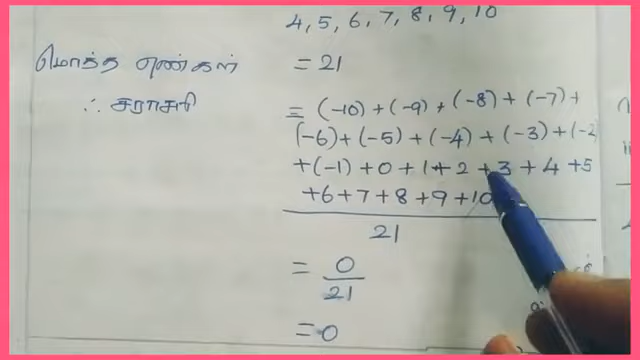 4, 5, 6, 7, 8, 9, 10
மொத்த எண்கள் = 21
∴ சராசரி = (-10) + (-9) + (-8) + (-7) +
(-6) + (-5) + (-4) + (-3) + (-2
+ (-1) + 0 + 1 + 2 + 3 + 4 + 5
+ 6 + 7 + 8 + 9 + 10
21
= 0
21
= 0